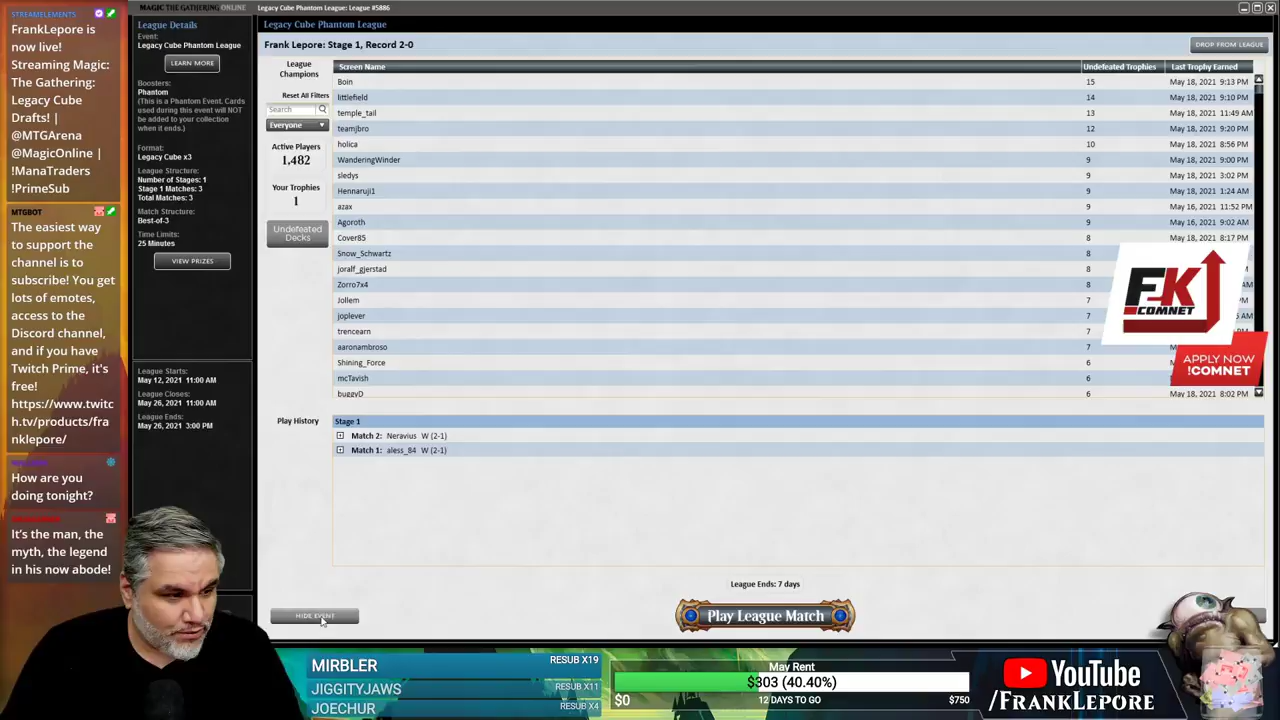 STREAMELEMENTS
FrankLepore is
now live!
Streaming Magic:
The Gathering:
Legacy Cube
Drafts! |
@MTGArena
@MagicOnline |
!ManaTraders
!PrimeSub
MTGBOT
The easiest way
to support the
channel is to
subscribe! You get
lots of emotes,
access to the
Discord channel,
and if you have
Twitch Prime, it's
free!
https://www.twitc
h.tv/products/fra
nklepore/
How are you
doing tonight?
It's the man, the
myth, the legend
in his now abode!
MAGIC THE GATHERING ONLINE
Legacy Cube Phantom League: League #5886
League Details
Event:
Legacy Cube Phantom League
LEARN MORE
Boosters:
Phantom
(This is a Phantom Event. Cards
used during this event will NOT
be added to your collection
when it ends.)
Format:
Legacy Cube x3
League Structure:
Number of Stages: 1
Stage 1 Matches: 3
Total Matches: 3
Match Structure:
Best-of-3
Time Limits:
25 Minutes
VIEW PRIZES
League Starts:
May 12, 2021 11:00 AM
League Closes:
May 26, 2021 11:00 AM
League Ends:
May 26, 2021 3:00 PM
Legacy Cube Phantom League
Frank Lepore: Stage 1, Record 2-0
DROP FROM LEAGUE
League
Champions
Reset All Filters
Search
Everyone
Active Players
1,482
Your Trophies
1
Undefeated
Decks
Screen Name Undefeated Trophies Last Trophy Earned
Boin 15 May 18, 2021 9:13 PM
littlefield 14 May 18, 2021 9:10 PM
temple_tail 13 May 18, 2021 11:49 AM
teamjbro 12 May 18, 2021 9:20 PM
holica 10 May 18, 2021 8:56 PM
WanderingWinder 9 May 18, 2021 9:00 PM
sledys 9 May 18, 2021 3:02 PM
Hennaruji1 9 May 18, 2021 1:24 AM
azax 9 May 16, 2021 11:52 PM
Agoroth 9 May 16, 2021 9:02 AM
Cover85 8 May 18, 2021 8:17 PM
Snow_Schwartz 8
joralf_gjerstad 8
Zorro7x4 8
Jollem 7
joplever 7
trencearn 7
aaronambroso 7
Shining_Force 6
mcTavish 6
buggyD 6 May 18, 2021 8:02 PM
.COMNET
APPLY NOW
!COMNET
Play History
Stage 1
Match 2: Neravius W (2-1)
Match 1: aless_84 W (2-1)
League Ends: 7 days
HIDE EVENT
Play League Match
MIRBLER RESUB X19
JIGGITYJAWS RESUB X11
JOECHUR RESUB X4
May Rent
$303 (40.40%)
$0 12 DAYS TO GO $750
YouTube
/FRANKLEPORE